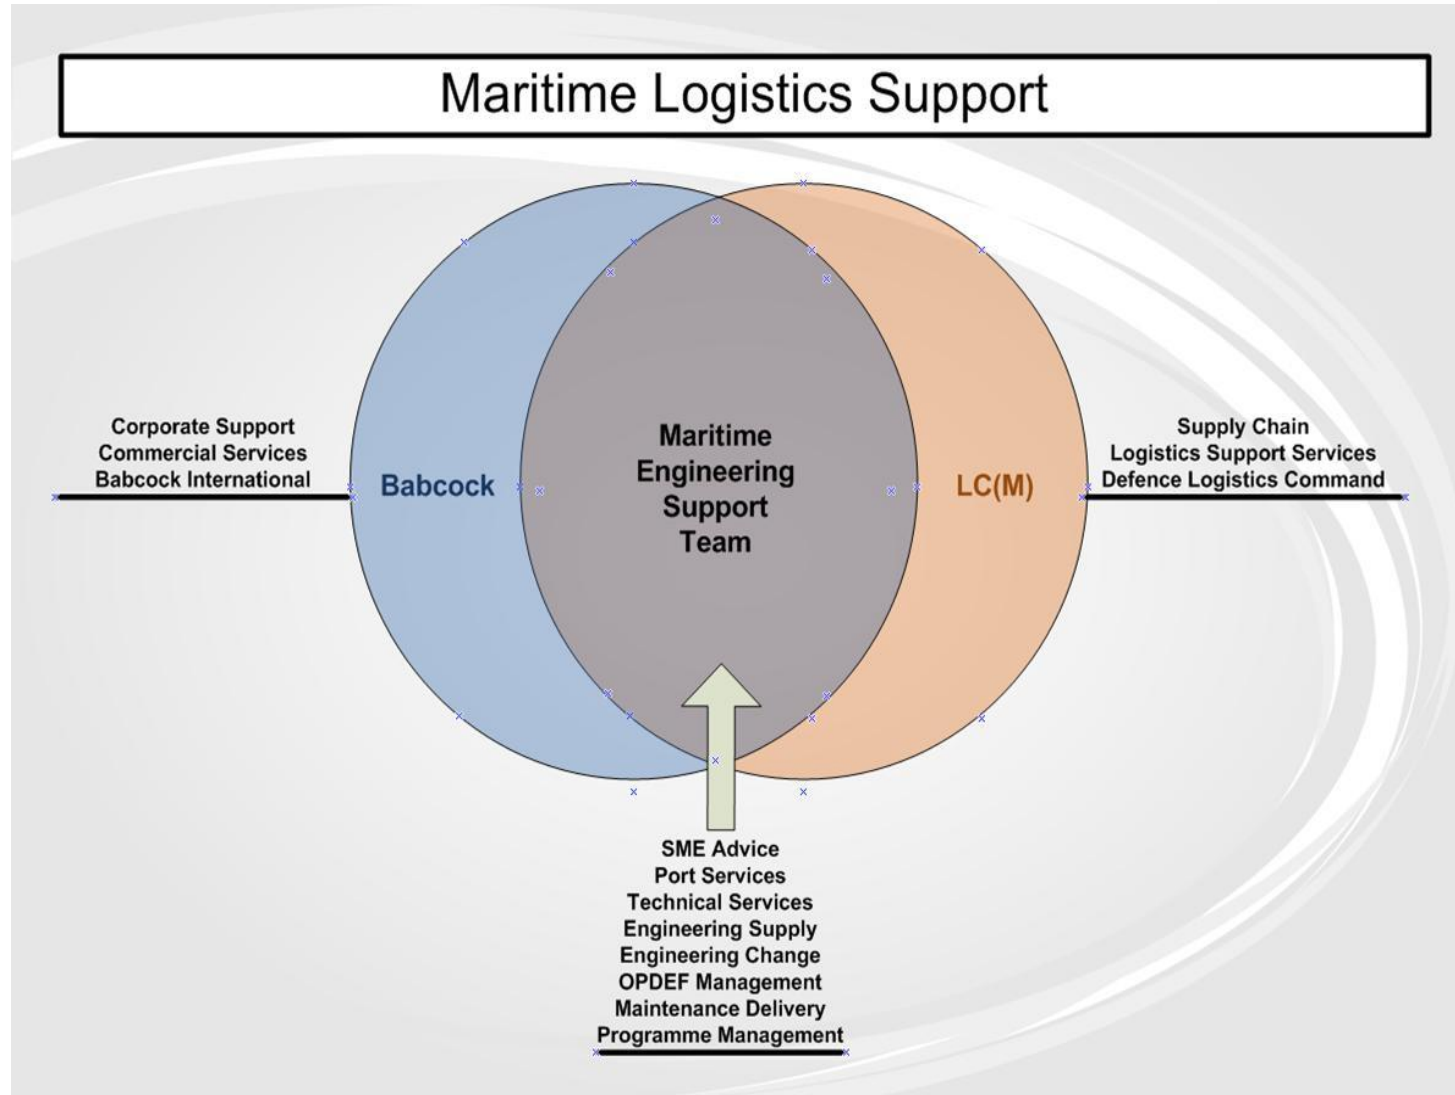 Maritime Logistics Support
Corporate Support
Commercial Services
Babcock International
Babcock
Maritime
Engineering
Support
Team
LC(M)
Supply Chain
Logistics Support Services
Defence Logistics Command
SME Advice
Port Services
Technical Services
Engineering Supply
Engineering Change
OPDEF Management
Maintenance Delivery
Programme Management